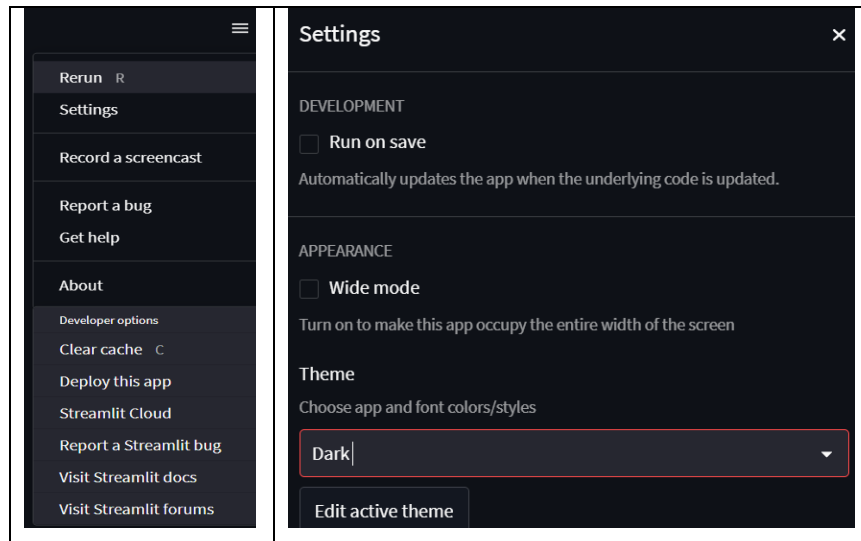 Rerun R
Settings
Record a screencast
Report a bug
Get help
About
Developer options
Clear cache C
Deploy this app
Streamlit Cloud
Report a Streamlit bug
Visit Streamlit docs
Visit Streamlit forums
Settings
DEVELOPMENT
Run on save
Automatically updates the app when the underlying code is updated.
APPEARANCE
Wide mode
Turn on to make this app occupy the entire width of the screen
Theme
Choose app and font colors/styles
Dark
Edit active theme